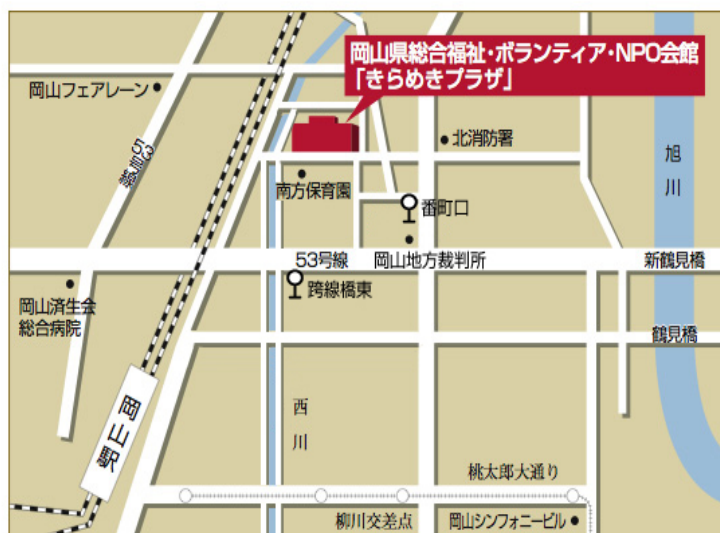 岡山県総合福祉・ボランティア・NPO会館
「きらめきプラザ」
岡山フェアレーン
53号線
北消防署
旭川
南方保育園
番町口
53号線
岡山地方裁判所
新鶴見橋
岡山済生会
総合病院
跨線橋東
鶴見橋
岡山駅
西川
桃太郎大通り
柳川交差点
岡山シンフォニービル